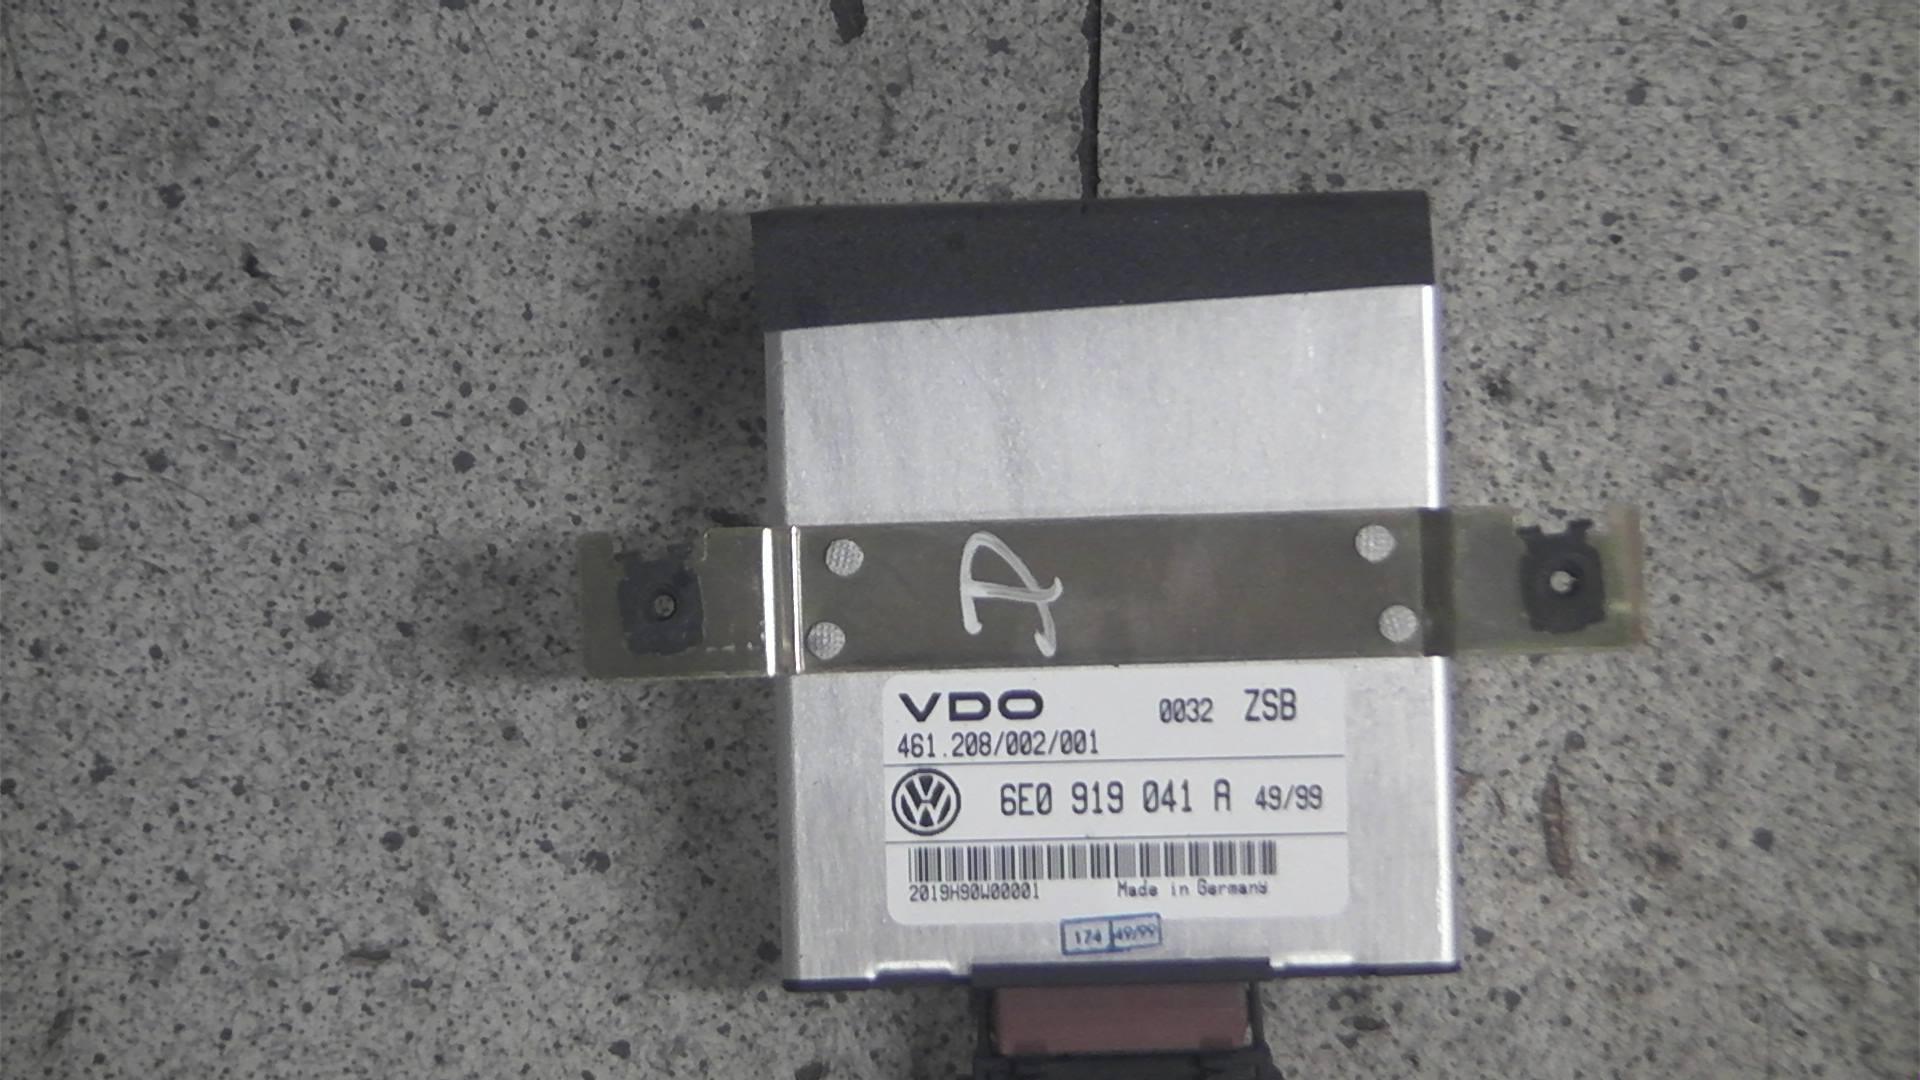 D
VDO 0032 ZSB
461.208/002/001
6E0 919 041 A 49/99
2019H90W00001 Made in Germany
174 49/99